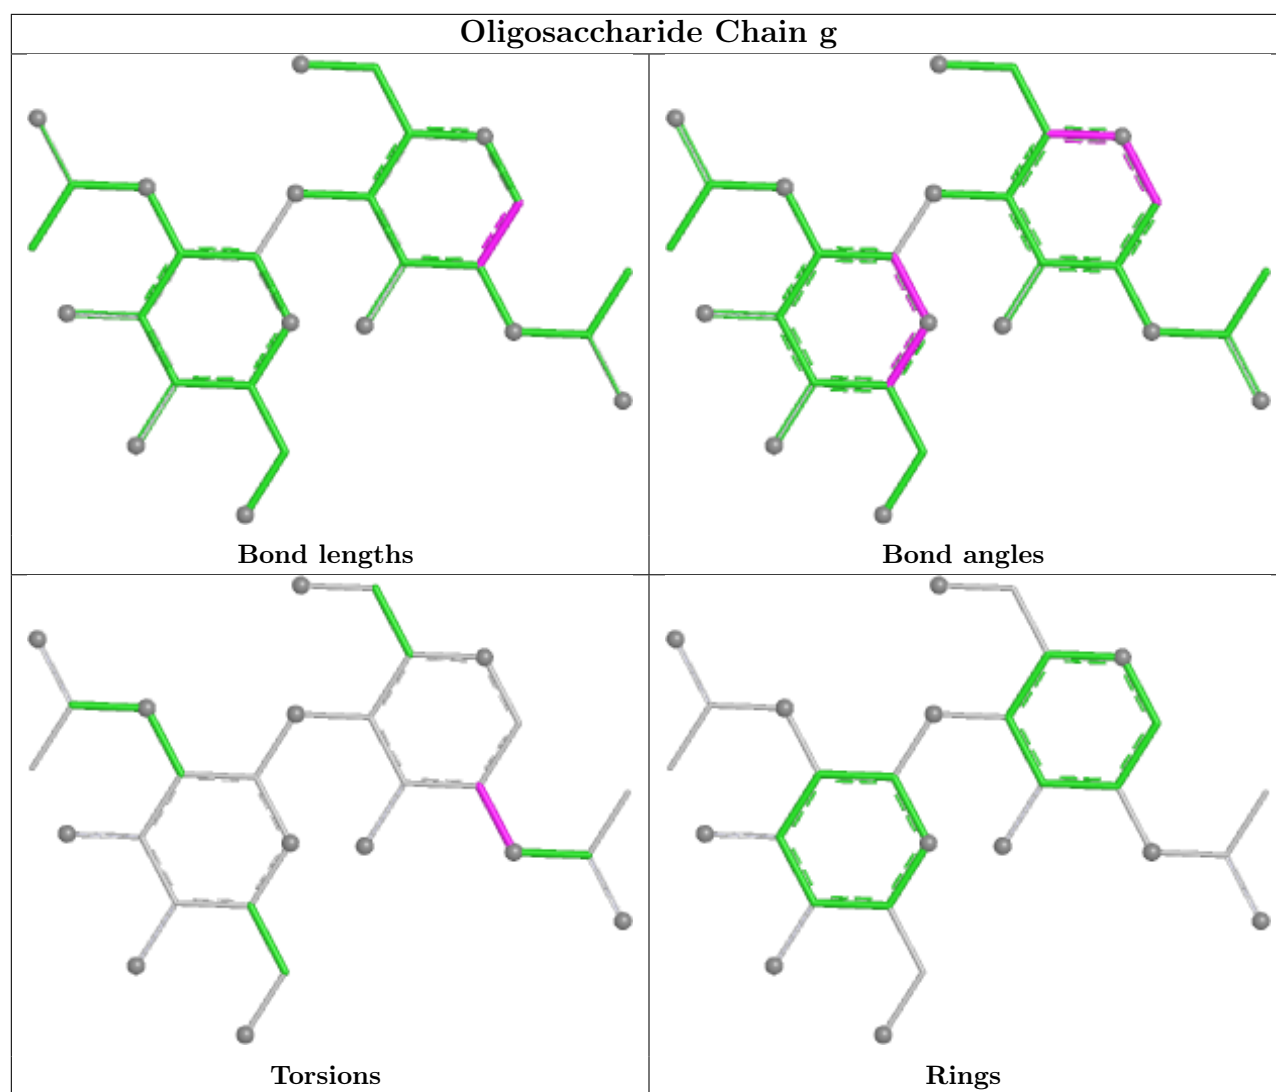 Oligosaccharide Chain g
Bond lengths
Bond angles
Torsions
Rings